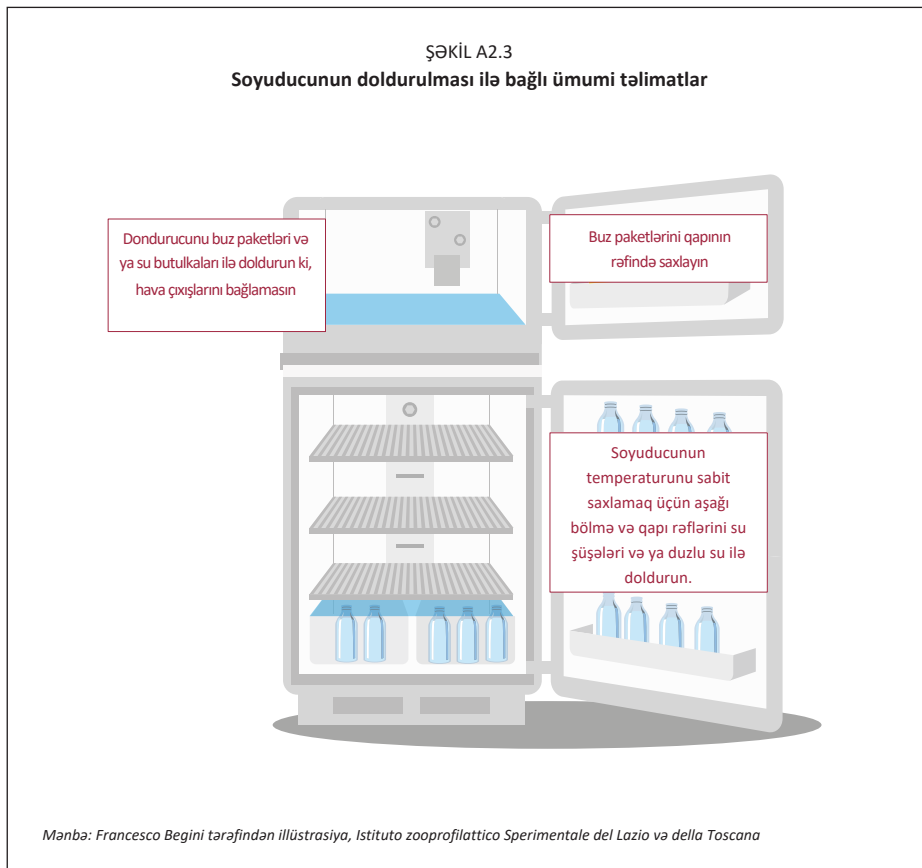 ŞƏKİL A2.3
Soyuducunun doldurulması ilə bağlı ümumi təlimatlar
Dondurucunu buz paketləri və
ya su butulkaları ilə doldurun ki,
hava çıxışlarını bağlamasın
Buz paketlərini qapının
rəfində saxlayın
Soyuducunun
temperaturunu sabit
saxlamaq üçün aşağı
bölmə və qapı rəflərini su
şüşələri və ya duzlu su ilə
doldurun.
Mənbə: Francesco Begini tərəfindən illüstrasiya, Istituto zooprofilattico Sperimentale del Lazio və della Toscana